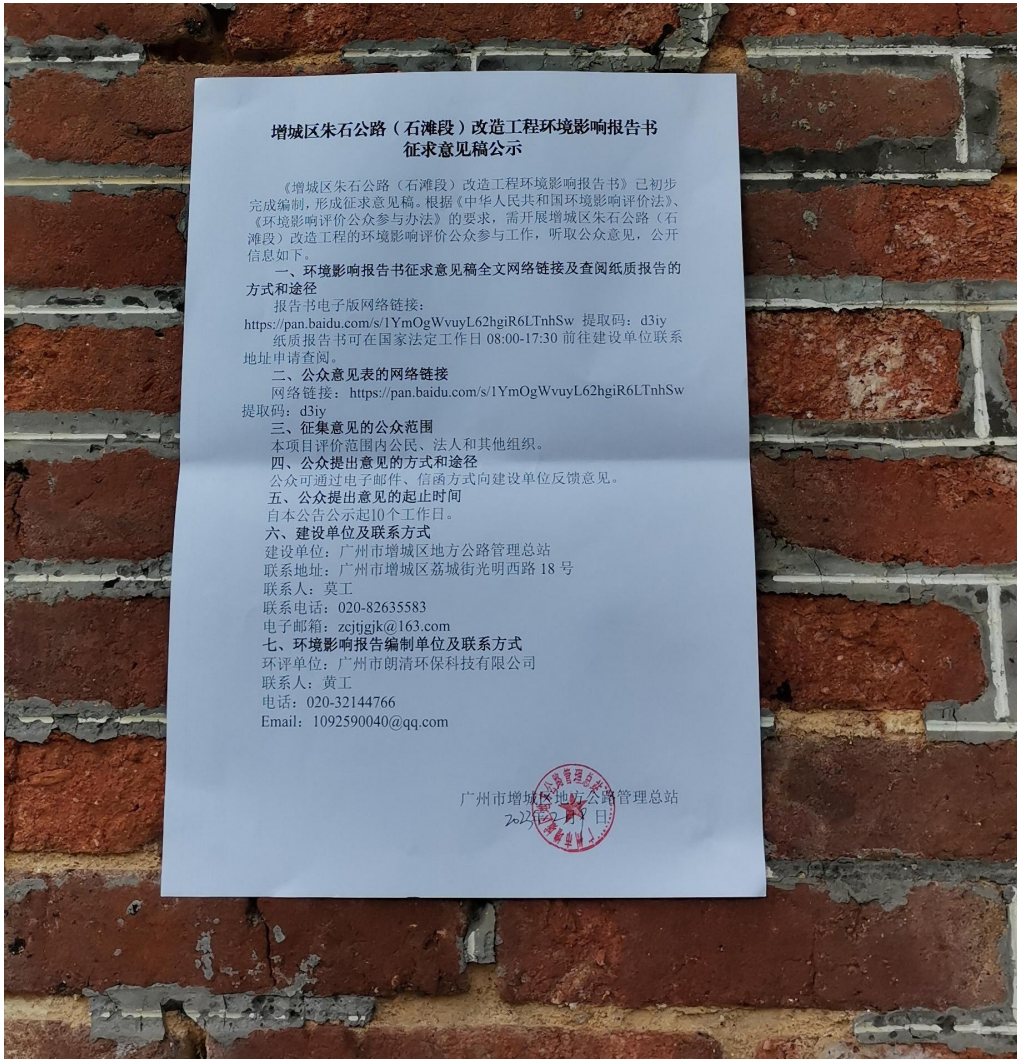 增城区朱石公路（石滩段）改造工程环境影响报告书
征求意见稿公示
《增城区朱石公路（石滩段）改造工程环境影响报告书》已初步
完成编制，形成征求意见稿。根据《中华人民共和国环境影响评价法》、
《环境影响评价公众参与办法》的要求，需开展增城区朱石公路（石
滩段）改造工程的环境影响评价公众参与工作，听取公众意见，公开
信息如下。
一、环境影响报告书征求意见稿全文网络链接及查阅纸质报告的
方式和途径
报告书电子版网络链接：
https://pan.baidu.com/s/1YmOgWvuyL62hgiR6LTnhSw 提取码：d3iy
纸质报告书可在国家法定工作日 08:00-17:30 前往建设单位联系
地址申请查阅。
二、公众意见表的网络链接
网络链接：https://pan.baidu.com/s/1YmOgWvuyL62hgiR6LTnhSw
提取码：d3iy
三、征集意见的公众范围
本项目评价范围内公民、法人和其他组织。
四、公众提出意见的方式和途径
公众可通过电子邮件、信函方式向建设单位反馈意见。
五、公众提出意见的起止时间
自本公告公示起10个工作日。
六、建设单位及联系方式
建设单位：广州市增城区地方公路管理总站
联系地址：广州市增城区荔城街光明西路 18 号
联系人：莫工
联系电话：020-82635583
电子邮箱：zcjtjgjk@163.com
七、环境影响报告编制单位及联系方式
环评单位：广州市朗清环保科技有限公司
联系人：黄工
电话：020-32144766
Email：1092590040@qq.com
广州市增城区地方公路管理总站
2023年2月 日
广州市增城区地方公路管理总站